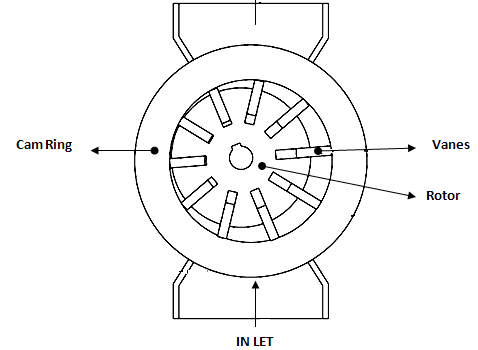 Cam Ring
Vanes
Rotor
IN LET